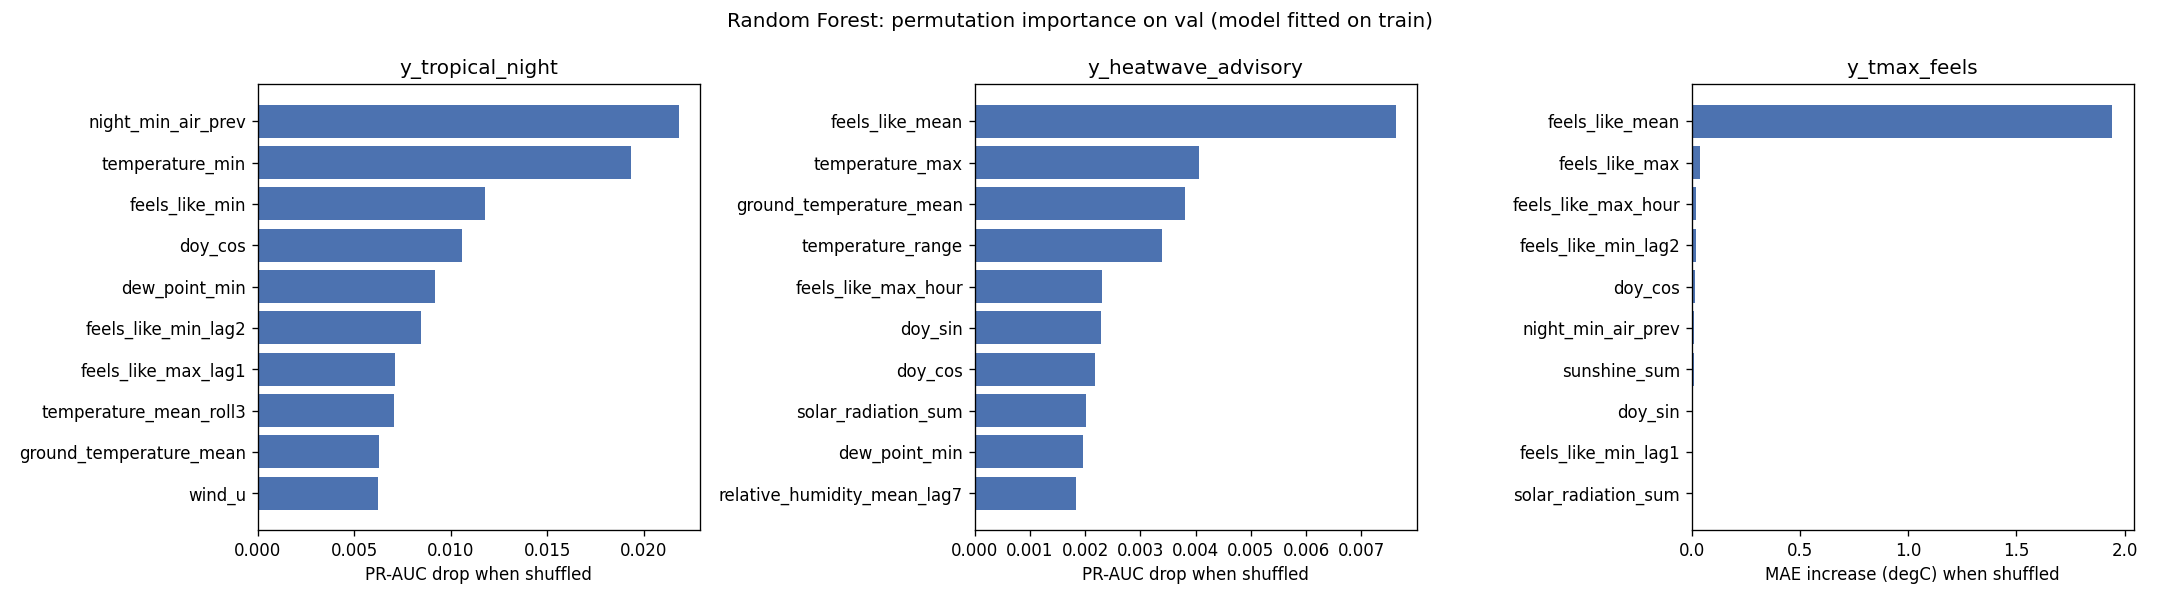 Random Forest: permutation importance on val (model fitted on train)
y_tropical_night
night_min_air_prev
temperature_min
feels_like_min
doy_cos
dew_point_min
feels_like_min_lag2
feels_like_max_lag1
temperature_mean_roll3
ground_temperature_mean
wind_u
0.000 0.005 0.010 0.015 0.020
PR-AUC drop when shuffled
y_heatwave_advisory
feels_like_mean
temperature_max
ground_temperature_mean
temperature_range
feels_like_max_hour
doy_sin
doy_cos
solar_radiation_sum
dew_point_min
relative_humidity_mean_lag7
0.000 0.001 0.002 0.003 0.004 0.005 0.006 0.007
PR-AUC drop when shuffled
y_tmax_feels
feels_like_mean
feels_like_max
feels_like_max_hour
feels_like_min_lag2
doy_cos
night_min_air_prev
sunshine_sum
doy_sin
feels_like_min_lag1
solar_radiation_sum
0.0 0.5 1.0 1.5 2.0
MAE increase (degC) when shuffled